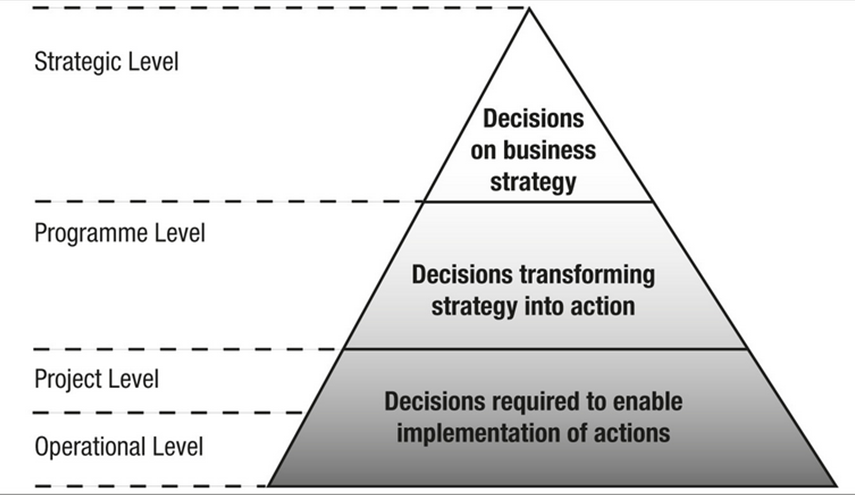 Strategic Level
Decisions
on business
strategy
Programme Level
Decisions transforming
strategy into action
Project Level
Decisions required to enable
implementation of actions
Operational Level